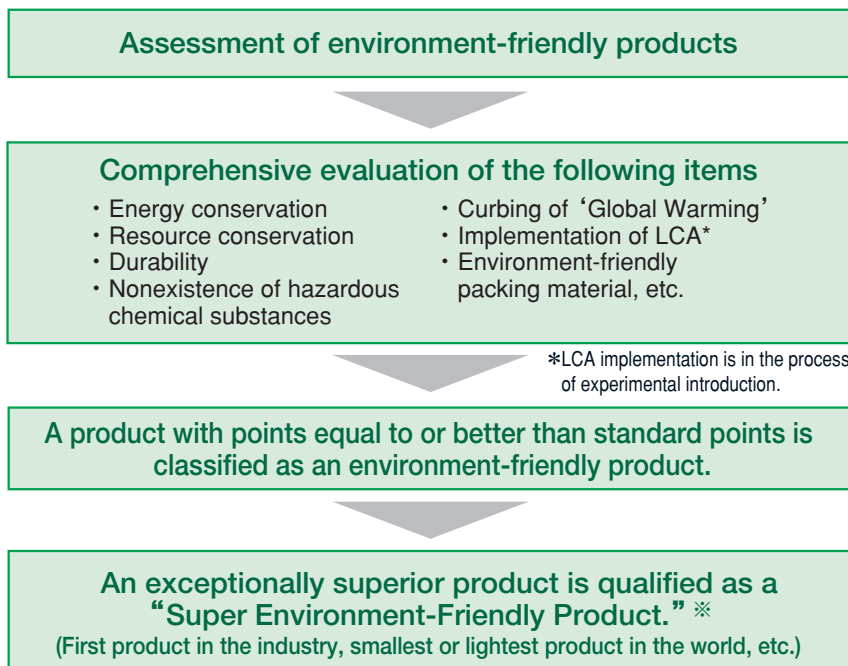 Assessment of environment-friendly products
Comprehensive evaluation of the following items
・Energy conservation
・Resource conservation
・Durability
・Nonexistence of hazardous
chemical substances
・Curbing of ‘Global Warming’
・Implementation of LCA*
・Environment-friendly
packing material, etc.
*LCA implementation is in the process
of experimental introduction.
A product with points equal to or better than standard points is
classified as an environment-friendly product.
An exceptionally superior product is qualified as a
“Super Environment-Friendly Product.” ※
(First product in the industry, smallest or lightest product in the world, etc.)